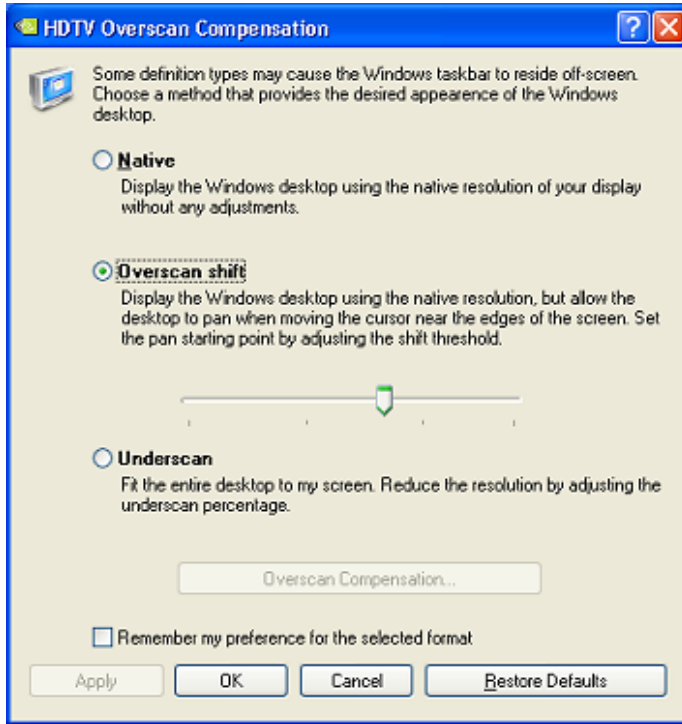 HDTV Overscan Compensation
Some definition types may cause the Windows taskbar to reside off-screen.
Choose a method that provides the desired appearence of the Windows
desktop.
Native
Display the Windows desktop using the native resolution of your display
without any adjustments.
Overscan shift
Display the Windows desktop using the native resolution, but allow the
desktop to pan when moving the cursor near the edges of the screen. Set
the pan starting point by adjusting the shift threshold.
Underscan
Fit the entire desktop to my screen. Reduce the resolution by adjusting the
underscan percentage.
Overscan Compensation...
Remember my preference for the selected format
Apply OK Cancel Restore Defaults